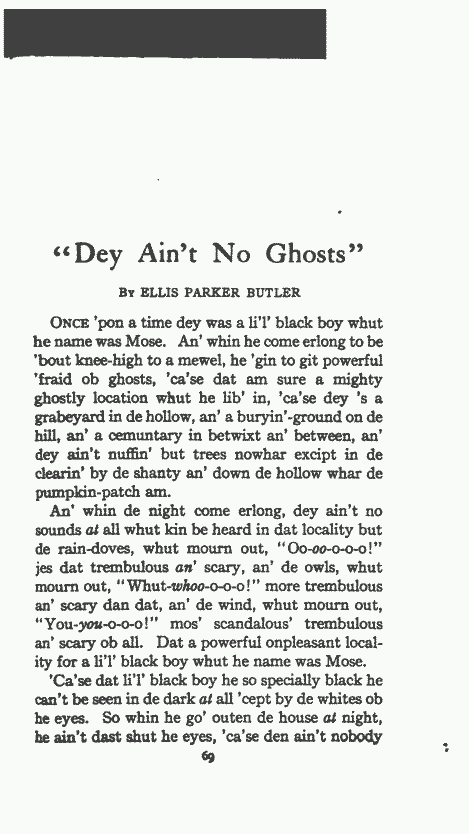 “Dey Ain't No Ghosts”
By ELLIS PARKER BUTLER
ONCE 'pon a time dey was a li'l' black boy whut
he name was Mose. An' whin he come erlong to be
'bout knee-high to a mewel, he 'gin to git powerful
'fraid ob ghosts, 'ca'se dat am sure a mighty
ghostly location whut he lib' in, 'ca'se dey 's a
grabeyard in de hollow, an' a buryin'-ground on de
hill, an' a cemuntary in betwixt an' between, an'
dey ain't nuffin' but trees nowhar excipt in de
clearin' by de shanty an' down de hollow whar de
pumpkin-patch am.
An' whin de night come erlong, dey ain't no
sounds at all whut kin be heard in dat locality but
de rain-doves, whut mourn out, “Oo-oo-o-o-o!”
jes dat trembulous an' scary, an' de owls, whut
mourn out, “Whut-whoo-o-o-o!” more trembulous
an' scary dan dat, an' de wind, whut mourn out,
“You-you-o-o-o!” mos' scandalous' trembulous
an' scary ob all. Dat a powerful onpleasant local-
ity for a li'l' black boy whut he name was Mose.
'Ca'se dat li'l' black boy he so specially black he
can't be seen in de dark at all 'cept by de whites ob
he eyes. So whin he go' outen de house at night,
he ain't dast shut he eyes, 'ca'se den ain't nobody
69